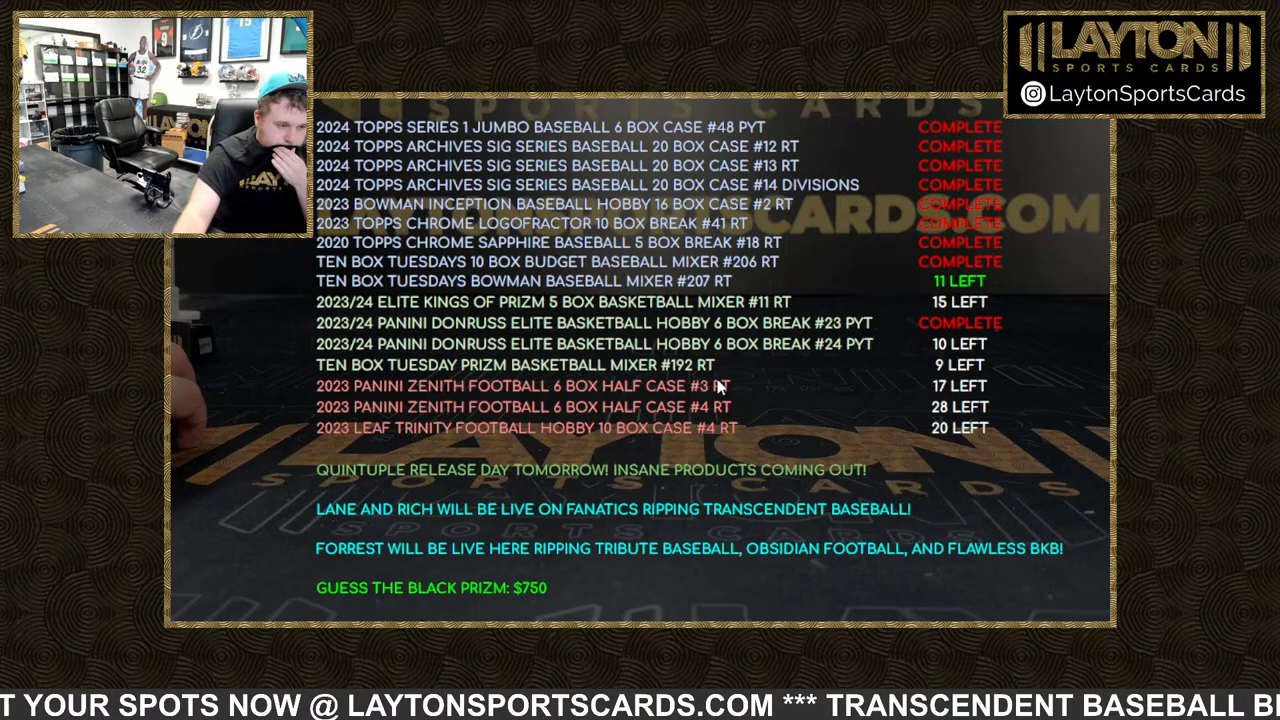 LAYTON
SPORTS CARDS
LaytonSportsCards
SPORTS CARDS
2024 TOPPS SERIES 1 JUMBO BASEBALL 6 BOX CASE #48 PYT COMPLETE
2024 TOPPS ARCHIVES SIG SERIES BASEBALL 20 BOX CASE #12 RT COMPLETE
2024 TOPPS ARCHIVES SIG SERIES BASEBALL 20 BOX CASE #13 RT COMPLETE
2024 TOPPS ARCHIVES SIG SERIES BASEBALL 20 BOX CASE #14 DIVISIONS COMPLETE
2023 BOWMAN INCEPTION BASEBALL HOBBY 16 BOX CASE #2 RT COMPLETE
2023 TOPPS CHROME LOGOFRACTOR 10 BOX BREAK #41 RT COMPLETE
CARDS.COM
2020 TOPPS CHROME SAPPHIRE BASEBALL 5 BOX BREAK #18 RT COMPLETE
TEN BOX TUESDAYS 10 BOX BUDGET BASEBALL MIXER #206 RT COMPLETE
TEN BOX TUESDAYS BOWMAN BASEBALL MIXER #207 RT 11 LEFT
2023/24 ELITE KINGS OF PRIZM 5 BOX BASKETBALL MIXER #11 RT 15 LEFT
2023/24 PANINI DONRUSS ELITE BASKETBALL HOBBY 6 BOX BREAK #23 PYT COMPLETE
2023/24 PANINI DONRUSS ELITE BASKETBALL HOBBY 6 BOX BREAK #24 PYT 10 LEFT
TEN BOX TUESDAY PRIZM BASKETBALL MIXER #192 RT 9 LEFT
2023 PANINI ZENITH FOOTBALL 6 BOX HALF CASE #3 RT 17 LEFT
2023 PANINI ZENITH FOOTBALL 6 BOX HALF CASE #4 RT 28 LEFT
2023 LEAF TRINITY FOOTBALL HOBBY 10 BOX CASE #4 RT 20 LEFT
QUINTUPLE RELEASE DAY TOMORROW! INSANE PRODUCTS COMING OUT!
LANE AND RICH WILL BE LIVE ON FANATICS RIPPING TRANSCENDENT BASEBALL!
FORREST WILL BE LIVE HERE RIPPING TRIBUTE BASEBALL, OBSIDIAN FOOTBALL, AND FLAWLESS BKB!
GUESS THE BLACK PRIZM: $750
T YOUR SPOTS NOW @ LAYTONSPORTSCARDS.COM *** TRANSCENDENT BASEBALL B